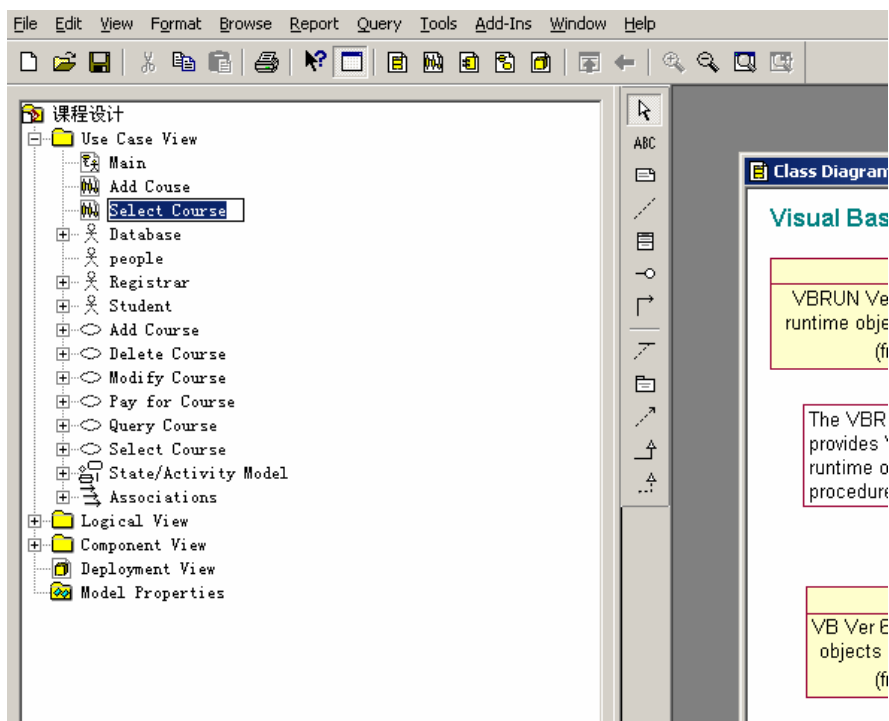 File Edit View Format Browse Report Query Tools Add-Ins Window Help
课程设计
Use Case View
Main
Add Couse
Select Course
Database
people
Registrar
Student
Add Course
Delete Course
Modify Course
Pay for Course
Query Course
Select Course
State/Activity Model
Associations
Logical View
Component View
Deployment View
Model Properties
ABC
Class Diagram
Visual Bas
VBRUN Ve
runtime obje
(f
The VBR
provides
runtime o
procedure
VB Ver 6
objects
(f